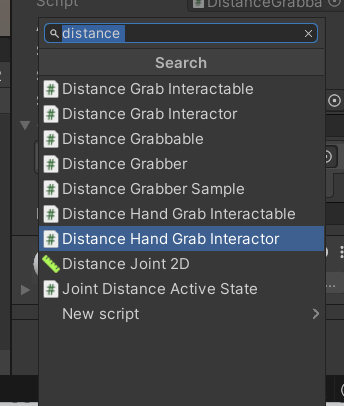 Script
DistanceGrabba
distance
Search
Distance Grab Interactable
Distance Grab Interactor
Distance Grabbable
Distance Grabber
Distance Grabber Sample
Distance Hand Grab Interactable
Distance Hand Grab Interactor
Distance Joint 2D
Joint Distance Active State
New script